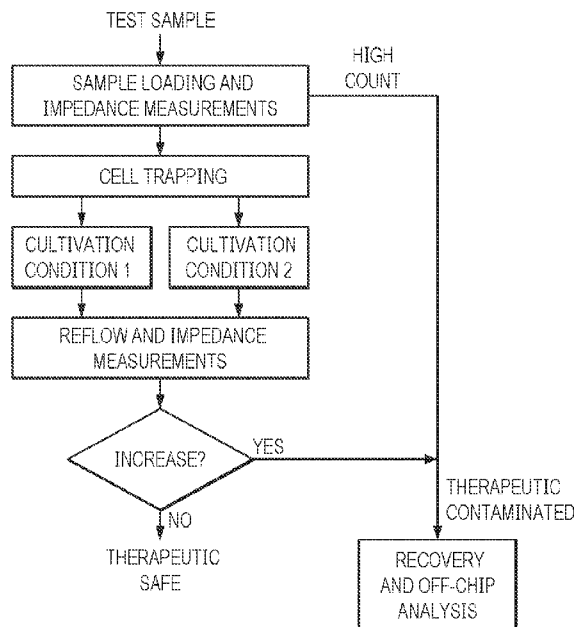 TEST SAMPLE
HIGH
COUNT
SAMPLE LOADING AND
IMPEDANCE MEASUREMENTS
CELL TRAPPING
CULTIVATION
CONDITION 1
CULTIVATION
CONDITION 2
REFLOW AND IMPEDANCE
MEASUREMENTS
INCREASE?
YES
NO
THERAPEUTIC
SAFE
THERAPEUTIC
CONTAMINATED
RECOVERY
AND OFF-CHIP
ANALYSIS